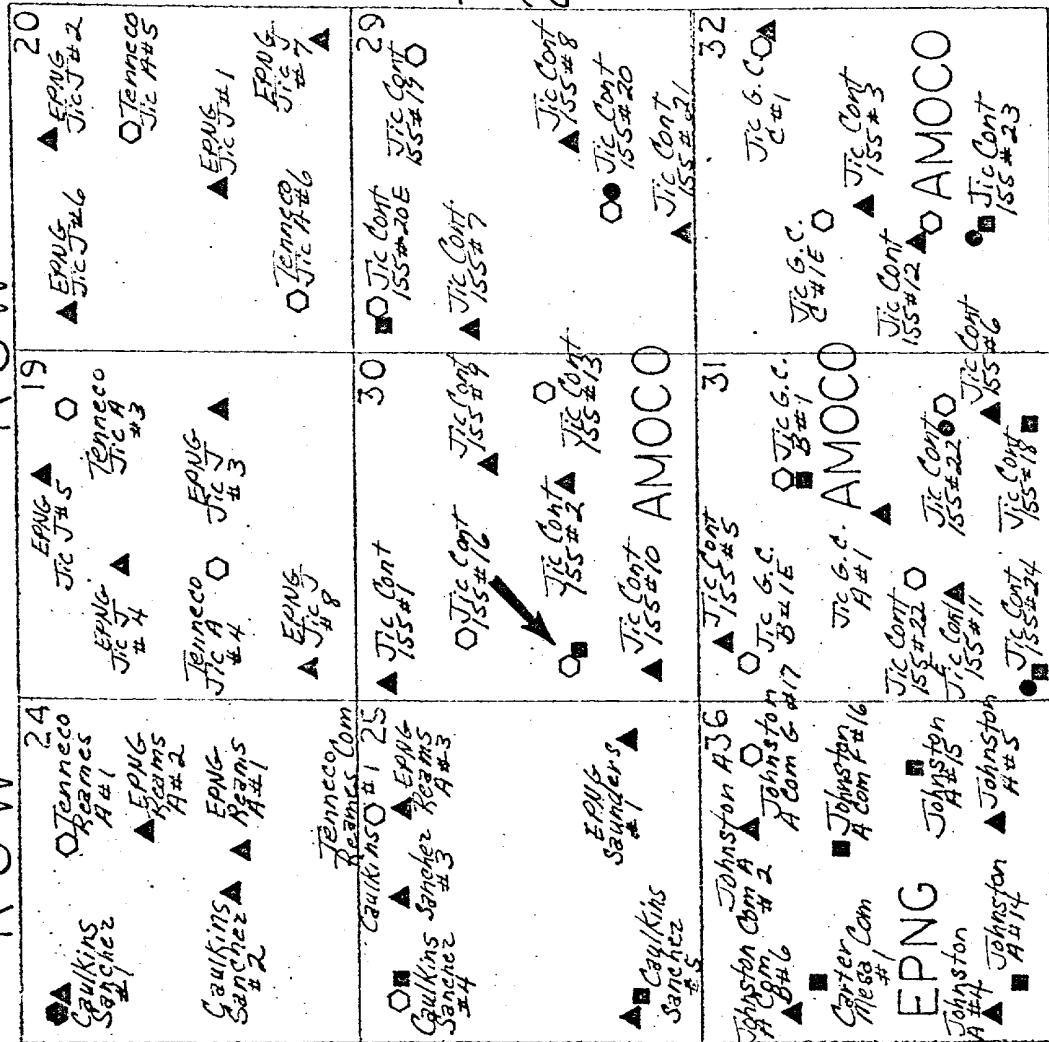 24
Tenneco
Reames
A #1
EPNG
Reams
A #2
EPNG
Reams
A #1
Caulkins
Sanchez
#1
Caulkins
Sanchez
#2
Tenneco
Reames Com
19
EPNG
Jic J #5
Tenneco
Jic A
#3
EPNG
Jic J
#4
EPNG
Jic J
#3
Tenneco
Jic A
#4
EPNG
Jic J
#8
20
EPNG
Jic J #6
EPNG
Jic J #2
Tenneco
Jic A #5
EPNG
Jic J #1
Tenneco
Jic A #6
EPNG
Jic J
#7
25
Caulkins
#1
EPNG
Reams
A #3
Caulkins
Sanchez
#4
Sanchez
#3
EPNG
Saunders
#1
Caulkins
Sanchez
#5
30
Jic Cont
155 #1
Jic Cont
155 #16
Jic Cont
155 #9
Jic Cont
155 #2
Jic Cont
155 #13
Jic Cont
155 #10
AMOCO
29
Jic Cont
155 #20E
Jic Cont
155 #19
Jic Cont
155 #7
Jic Cont
155 #8
Jic Cont
155 #20
Jic Cont
155 #21
36
Johnston A
Johnston Com A
#2
A Com
B #6
Johnston
A Com G #17
Johnston
A Com F #16
Carter
Mesa Com
#1
EPNG
Johnston
A #15
Johnston
A #4
Johnston
A #14
Johnston
A #5
31
Jic Cont
155 #5
Jic G.C.
B #1E
Jic G.C.
B #1
Jic G.C.
A #1
AMOCO
Jic Cont
155 #22
E
Jic Cont
155 #22
Jic Cont
155 #11
Jic Cont
155 #6
Jic Cont
155 #24
Jic Cont
155 #18
32
Jic G.C
C #1
Jic G.C.
C #1E
Jic Cont
155 #3
Jic Cont
155 #12
AMOCO
Jic Cont
155 #23